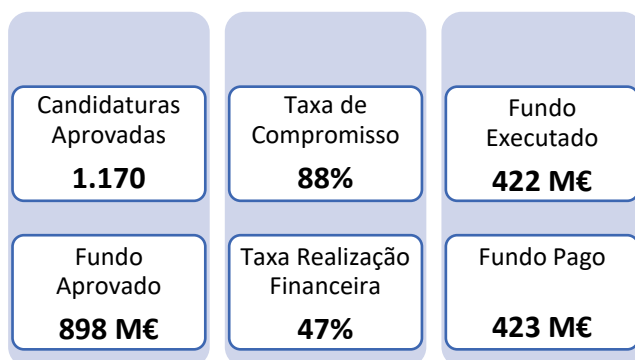 Candidaturas
Aprovadas
1.170
Fundo
Aprovado
898 M€
Taxa de
Compromisso
88%
Taxa Realização
Financeira
47%
Fundo
Executado
422 M€
Fundo Pago
423 M€